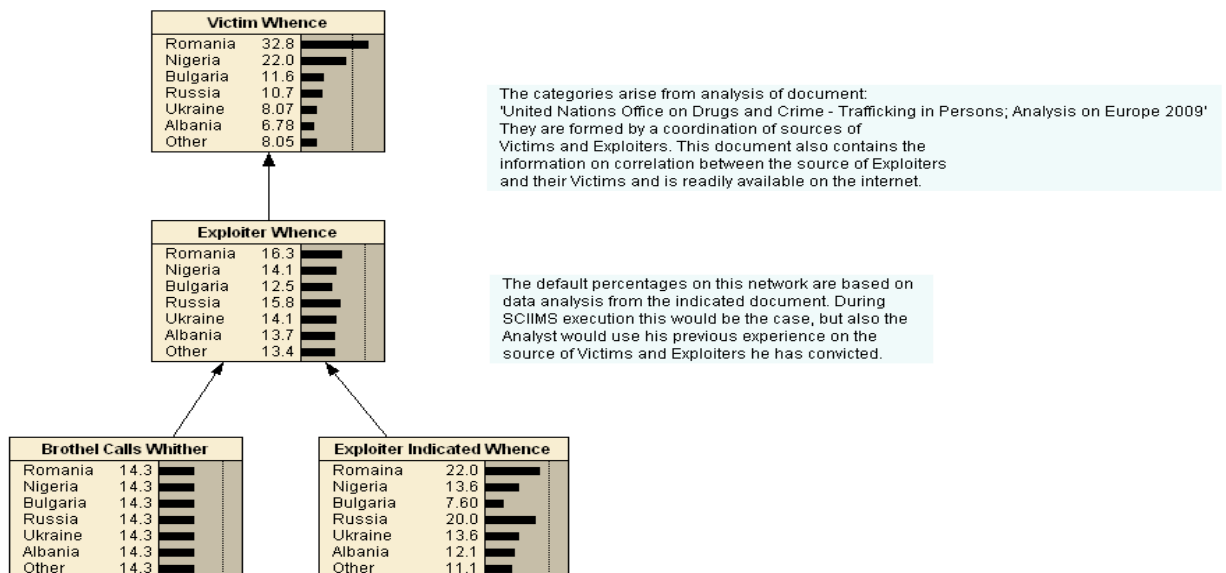 Victim Whence
Romania 32.8
Nigeria 22.0
Bulgaria 11.6
Russia 10.7
Ukraine 8.07
Albania 6.78
Other 8.05
The categories arise from analysis of document:
'United Nations Office on Drugs and Crime - Trafficking in Persons; Analysis on Europe 2009'
They are formed by a coordination of sources of
Victims and Exploiters. This document also contains the
information on correlation between the source of Exploiters
and their Victims and is readily available on the internet.
Exploiter Whence
Romania 16.3
Nigeria 14.1
Bulgaria 12.5
Russia 15.8
Ukraine 14.1
Albania 13.7
Other 13.4
The default percentages on this network are based on
data analysis from the indicated document. During
SCIIMS execution this would be the case, but also the
Analyst would use his previous experience on the
source of Victims and Exploiters he has convicted.
Brothel Calls Whither
Romania 14.3
Nigeria 14.3
Bulgaria 14.3
Russia 14.3
Ukraine 14.3
Albania 14.3
Other 14.3
Exploiter Indicated Whence
Romaina 22.0
Nigeria 13.6
Bulgaria 7.60
Russia 20.0
Ukraine 13.6
Albania 12.1
Other 11.1